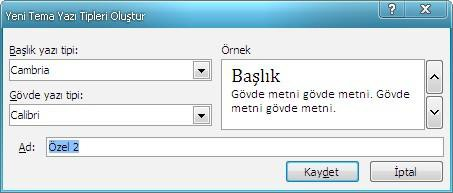 Yeni Tema Yazı Tipleri Oluştur
Başlık yazı tipi:
Cambria
Gövde yazı tipi:
Calibri
Örnek
Başlık
Gövde metni gövde metni. Gövde
metni gövde metni.
Ad:
Özel 2
Kaydet
İptal